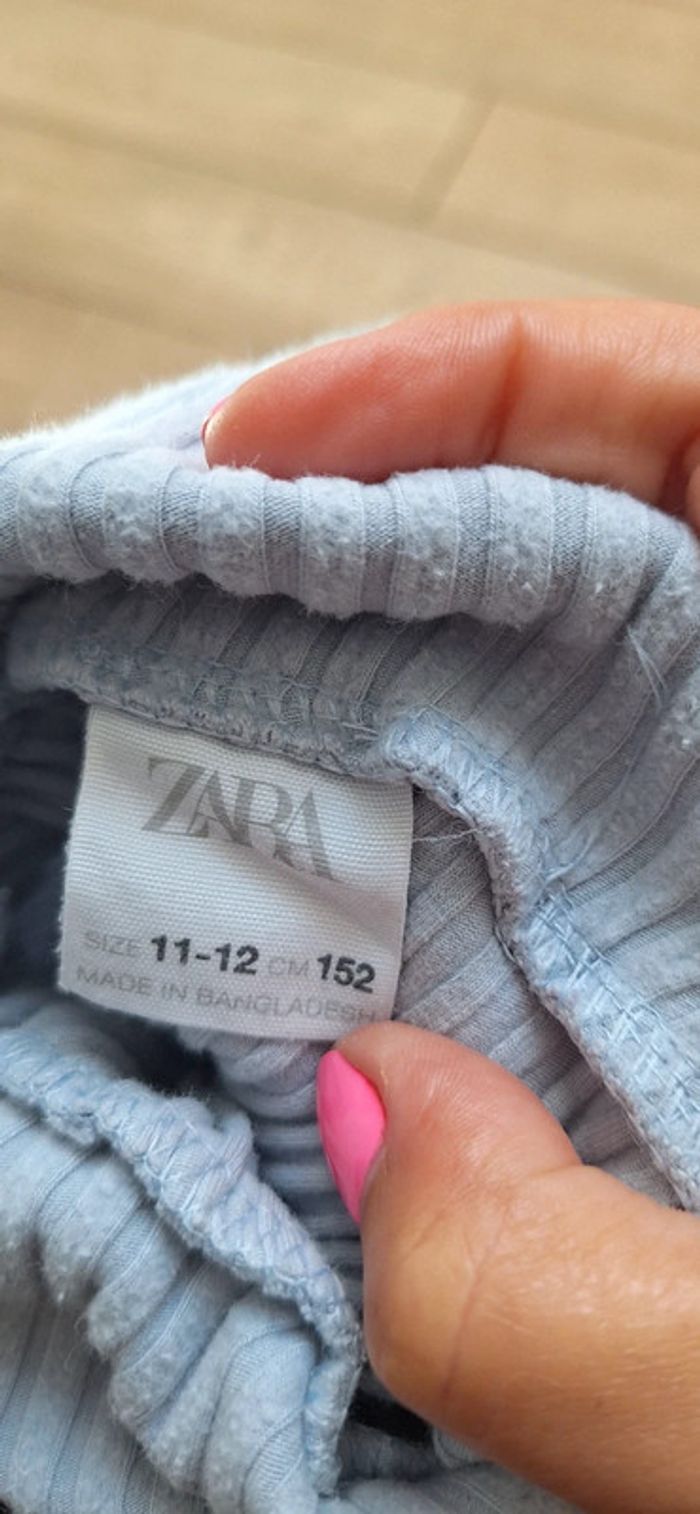 ZARA
SIZE 11-12 CM 152
MADE IN BANGLADESH